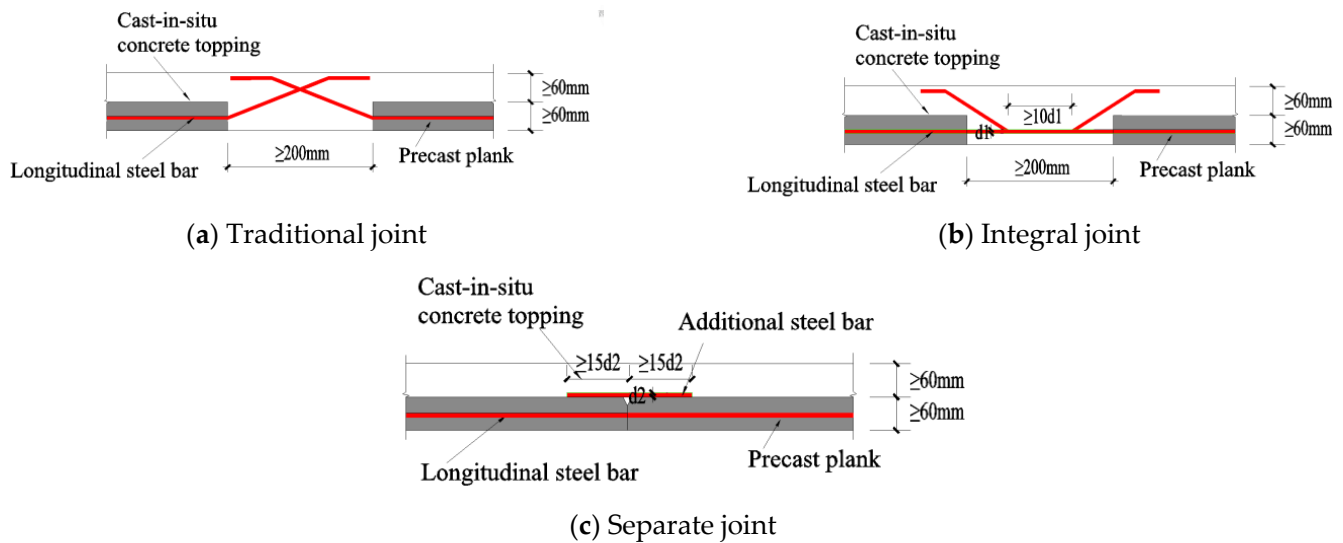 Cast-in-situ
concrete topping
≥60mm
≥60mm
≥200mm
Precast plank
Longitudinal steel bar
(a) Traditional joint
Cast-in-situ
concrete topping
≥10d1
d1
≥60mm
≥60mm
Precast plank
≥200mm
Longitudinal steel bar
(b) Integral joint
Cast-in-situ
concrete topping
Additional steel bar
≥15d2
≥15d2
d2
≥60mm
≥60mm
Longitudinal steel bar
Precast plank
(c) Separate joint